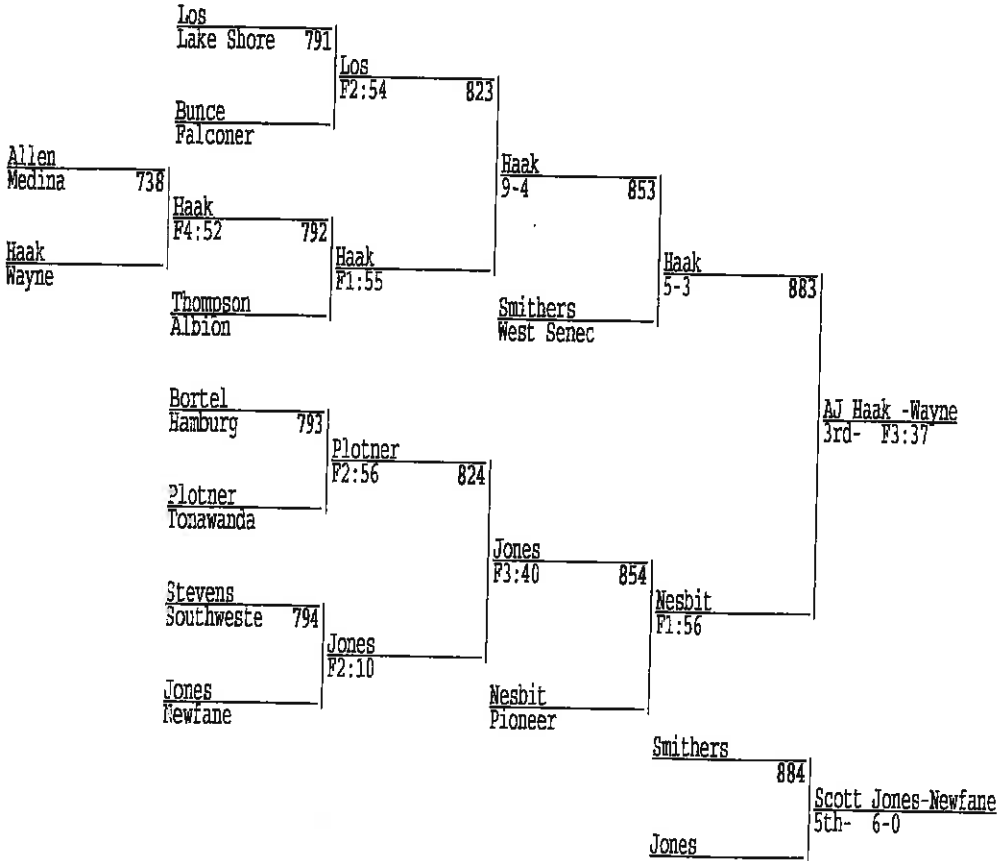 Los
Lake Shore 791
Los
F2:54 823
Bunce
Falconer
Allen
Medina 738
Haak
9-4 853
Haak
F4:52 792
Haak
Wayne
Haak
F1:55
Haak
5-3 883
Thompson
Albion
Smithers
West Senec
Bortel
Hamburg 793
AJ Haak -Wayne
3rd- F3:37
Plotner
F2:56 824
Plotner
Tonawanda
Jones
F3:40 854
Stevens
Southweste 794
Nesbit
F1:56
Jones
F2:10
Jones
Newfane
Nesbit
Pioneer
Smithers
884
Scott Jones-Newfane
5th- 6-0
Jones